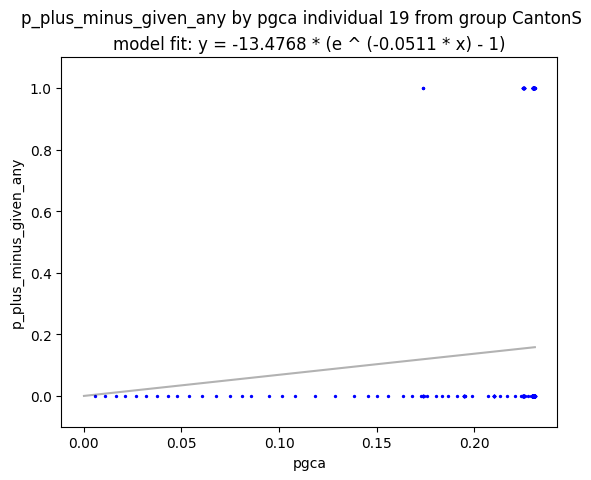 p_plus_minus_given_any by pgca individual 19 from group CantonS
model fit: y = -13.4768 * (e ^ (-0.0511 * x) - 1)
1.0
0.8
0.6
0.4
0.2
0.0
p_plus_minus_given_any
0.00
0.05
0.10
0.15
0.20
pgca